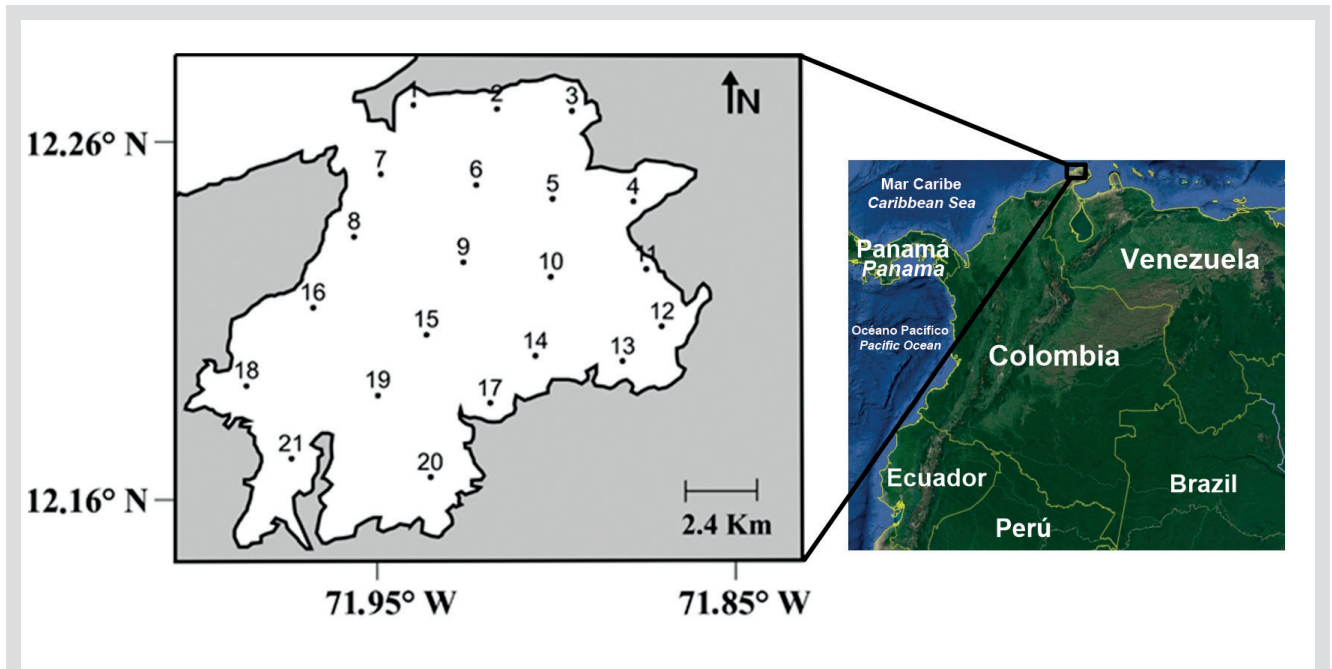 1
2
3
N
12.26° N
7
6
5
4
8
9
10
11
16
12
15
14
13
18
19
17
21
20
12.16° N
2.4 Km
71.95° W
71.85° W
Mar Caribe
Caribbean Sea
Panamá
Panama
Venezuela
Océano Pacifico
Pacific Ocean
Colombia
Ecuador
Brazil
Perú